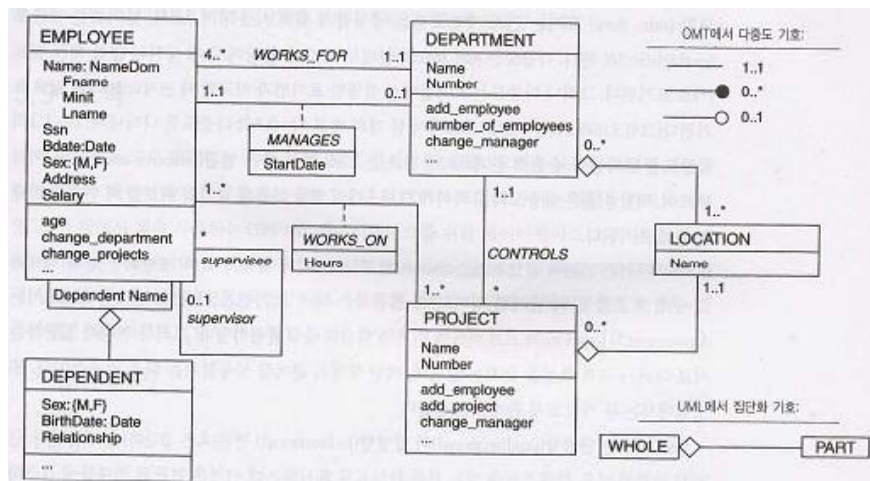 EMPLOYEE
Name: NameDom
Fname
Minit
Lname
Ssn
Bdate:Date
Sex:{M,F}
Address
Salary
age
change_department
change_projects
...
Dependent Name
DEPENDENT
Sex:{M,F}
BirthDate: Date
Relationship
...
4..*
WORKS_FOR
1..1
1..1
0..1
MANAGES
StartDate
1..*
WORKS_ON
Hours
*
supervisee
0..1
supervisor
DEPARTMENT
Name
Number
add_employee
number_of_employees
change_manager
...
0..*
1..1
CONTROLS
1..*
*
PROJECT
Name
Number
add_employee
add_project
change_manager
...
0..*
1..*
LOCATION
Name
1..1
OMT에서 다중도 기호:
1..1
0..*
0..1
UML에서 집단화 기호:
WHOLE
PART